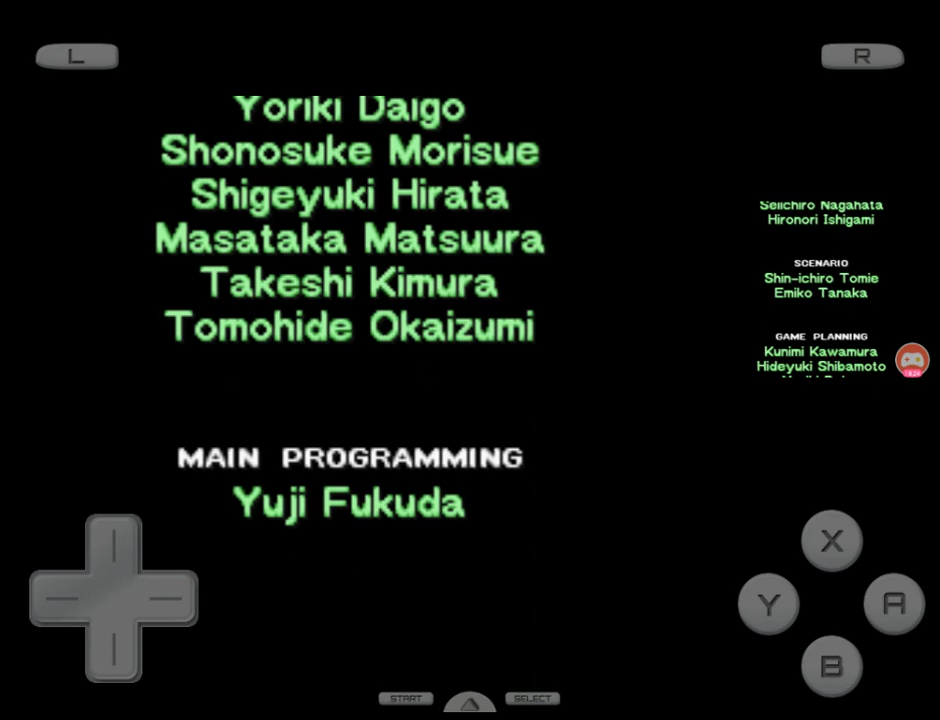 L
R
Yoriki Daigo
Shonosuke Morisue
Shigeyuki Hirata
Masataka Matsuura
Takeshi Kimura
Tomohide Okaizumi
MAIN PROGRAMMING
Yuji Fukuda
Seiichiro Nagahata
Hironori Ishigami
SCENARIO
Shin-ichiro Tomie
Emiko Tanaka
GAME PLANNING
Kunimi Kawamura
Hideyuki Shibamoto
X
Y
A
B
START
SELECT